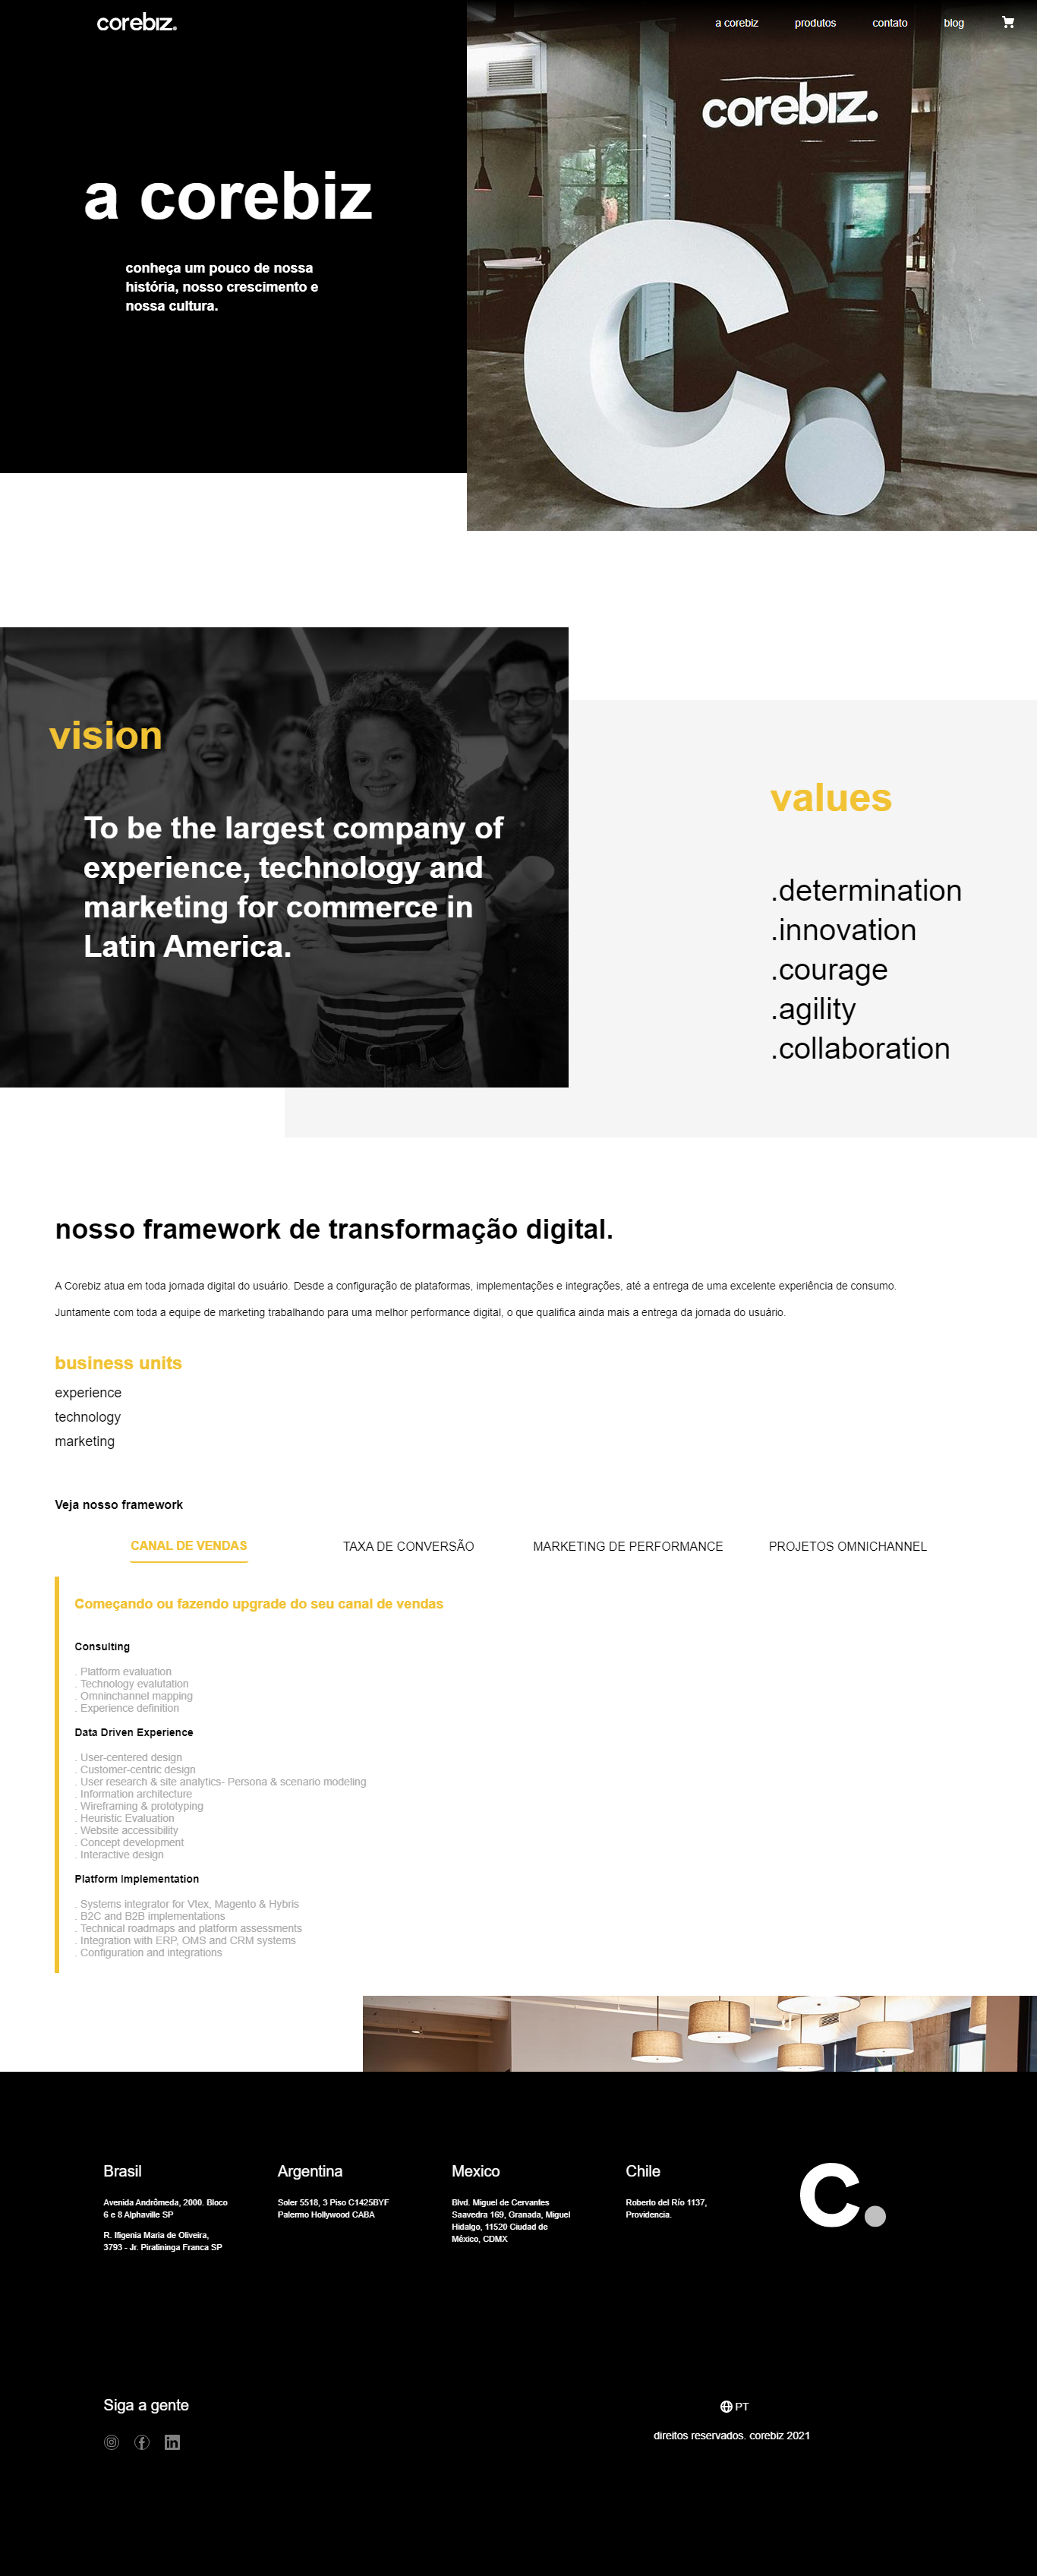 corebiz.
a corebiz
produtos
contato
blog
corebiz.
a corebiz
conheça um pouco de nossa
história, nosso crescimento e
nossa cultura.
C.
vision
To be the largest company of
experience, technology and
marketing for commerce in
Latin America.
values
.determination
.innovation
.courage
.agility
.collaboration
nosso framework de transformação digital.
A Corebiz atua em toda jornada digital do usuário. Desde a configuração de plataformas, implementações e integrações, até a entrega de uma excelente experiência de consumo.
Juntamente com toda a equipe de marketing trabalhando para uma melhor performance digital, o que qualifica ainda mais a entrega da jornada do usuário.
business units
experience
technology
marketing
Veja nosso framework
CANAL DE VENDAS
TAXA DE CONVERSÃO
MARKETING DE PERFORMANCE
PROJETOS OMNICHANNEL
Começando ou fazendo upgrade do seu canal de vendas
Consulting
. Platform evaluation
. Technology evalutation
. Omninchannel mapping
. Experience definition
Data Driven Experience
. User-centered design
. Customer-centric design
. User research & site analytics- Persona & scenario modeling
. Information architecture
. Wireframing & prototyping
. Heuristic Evaluation
. Website accessibility
. Concept development
. Interactive design
Platform Implementation
. Systems integrator for Vtex, Magento & Hybris
. B2C and B2B implementations
. Technical roadmaps and platform assessments
. Integration with ERP, OMS and CRM systems
. Configuration and integrations
Brasil
Avenida Andrômeda, 2000. Bloco
6 e 8 Alphaville SP
R. Ifigenia Maria de Oliveira,
3793 - Jr. Piratininga Franca SP
Argentina
Soler 5518, 3 Piso C1425BYF
Palermo Hollywood CABA
Mexico
Blvd. Miguel de Cervantes
Saavedra 169, Granada, Miguel
Hidalgo, 11520 Ciudad de
México, CDMX
Chile
Roberto del Río 1137,
Providencia.
C.
Siga a gente
PT
direitos reservados. corebiz 2021